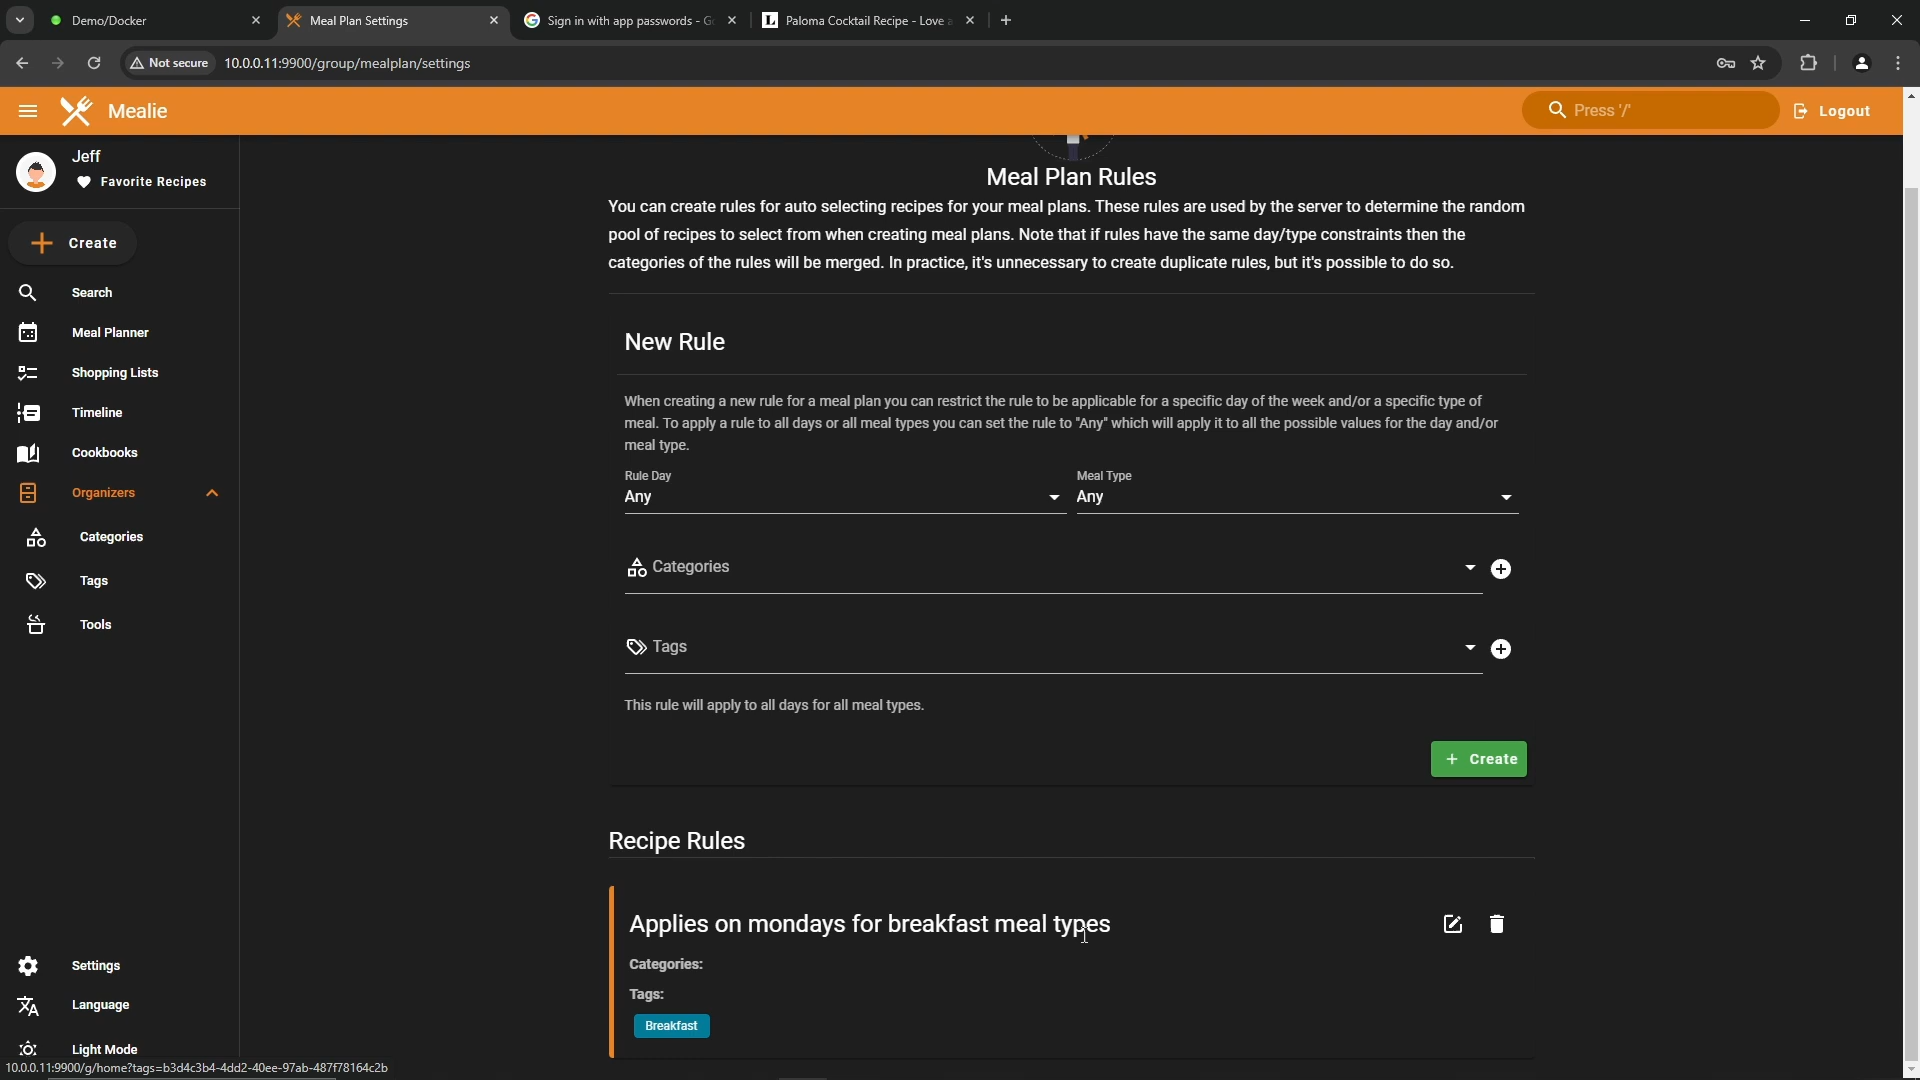 Demo/Docker
Meal Plan Settings
Sign in with app passwords - G
Paloma Cocktail Recipe - Love
Not secure
10.0.0.11:9900/group/mealplan/settings
Mealie
Press '/'
Logout
Jeff
Favorite Recipes
Create
Search
Meal Planner
Shopping Lists
Timeline
Cookbooks
Organizers
Categories
Tags
Tools
Settings
Language
Light Mode
10.0.0.11:9900/g/home?tags=b3d4c3b4-4dd2-40ee-97ab-487f78164c2b
Meal Plan Rules
You can create rules for auto selecting recipes for your meal plans. These rules are used by the server to determine the random
pool of recipes to select from when creating meal plans. Note that if rules have the same day/type constraints then the
categories of the rules will be merged. In practice, it's unnecessary to create duplicate rules, but it's possible to do so.
New Rule
When creating a new rule for a meal plan you can restrict the rule to be applicable for a specific day of the week and/or a specific type of
meal. To apply a rule to all days or all meal types you can set the rule to "Any" which will apply it to all the possible values for the day and/or
meal type.
Rule Day
Any
Meal Type
Any
Categories
Tags
This rule will apply to all days for all meal types.
Create
Recipe Rules
Applies on mondays for breakfast meal types
Categories:
Tags:
Breakfast